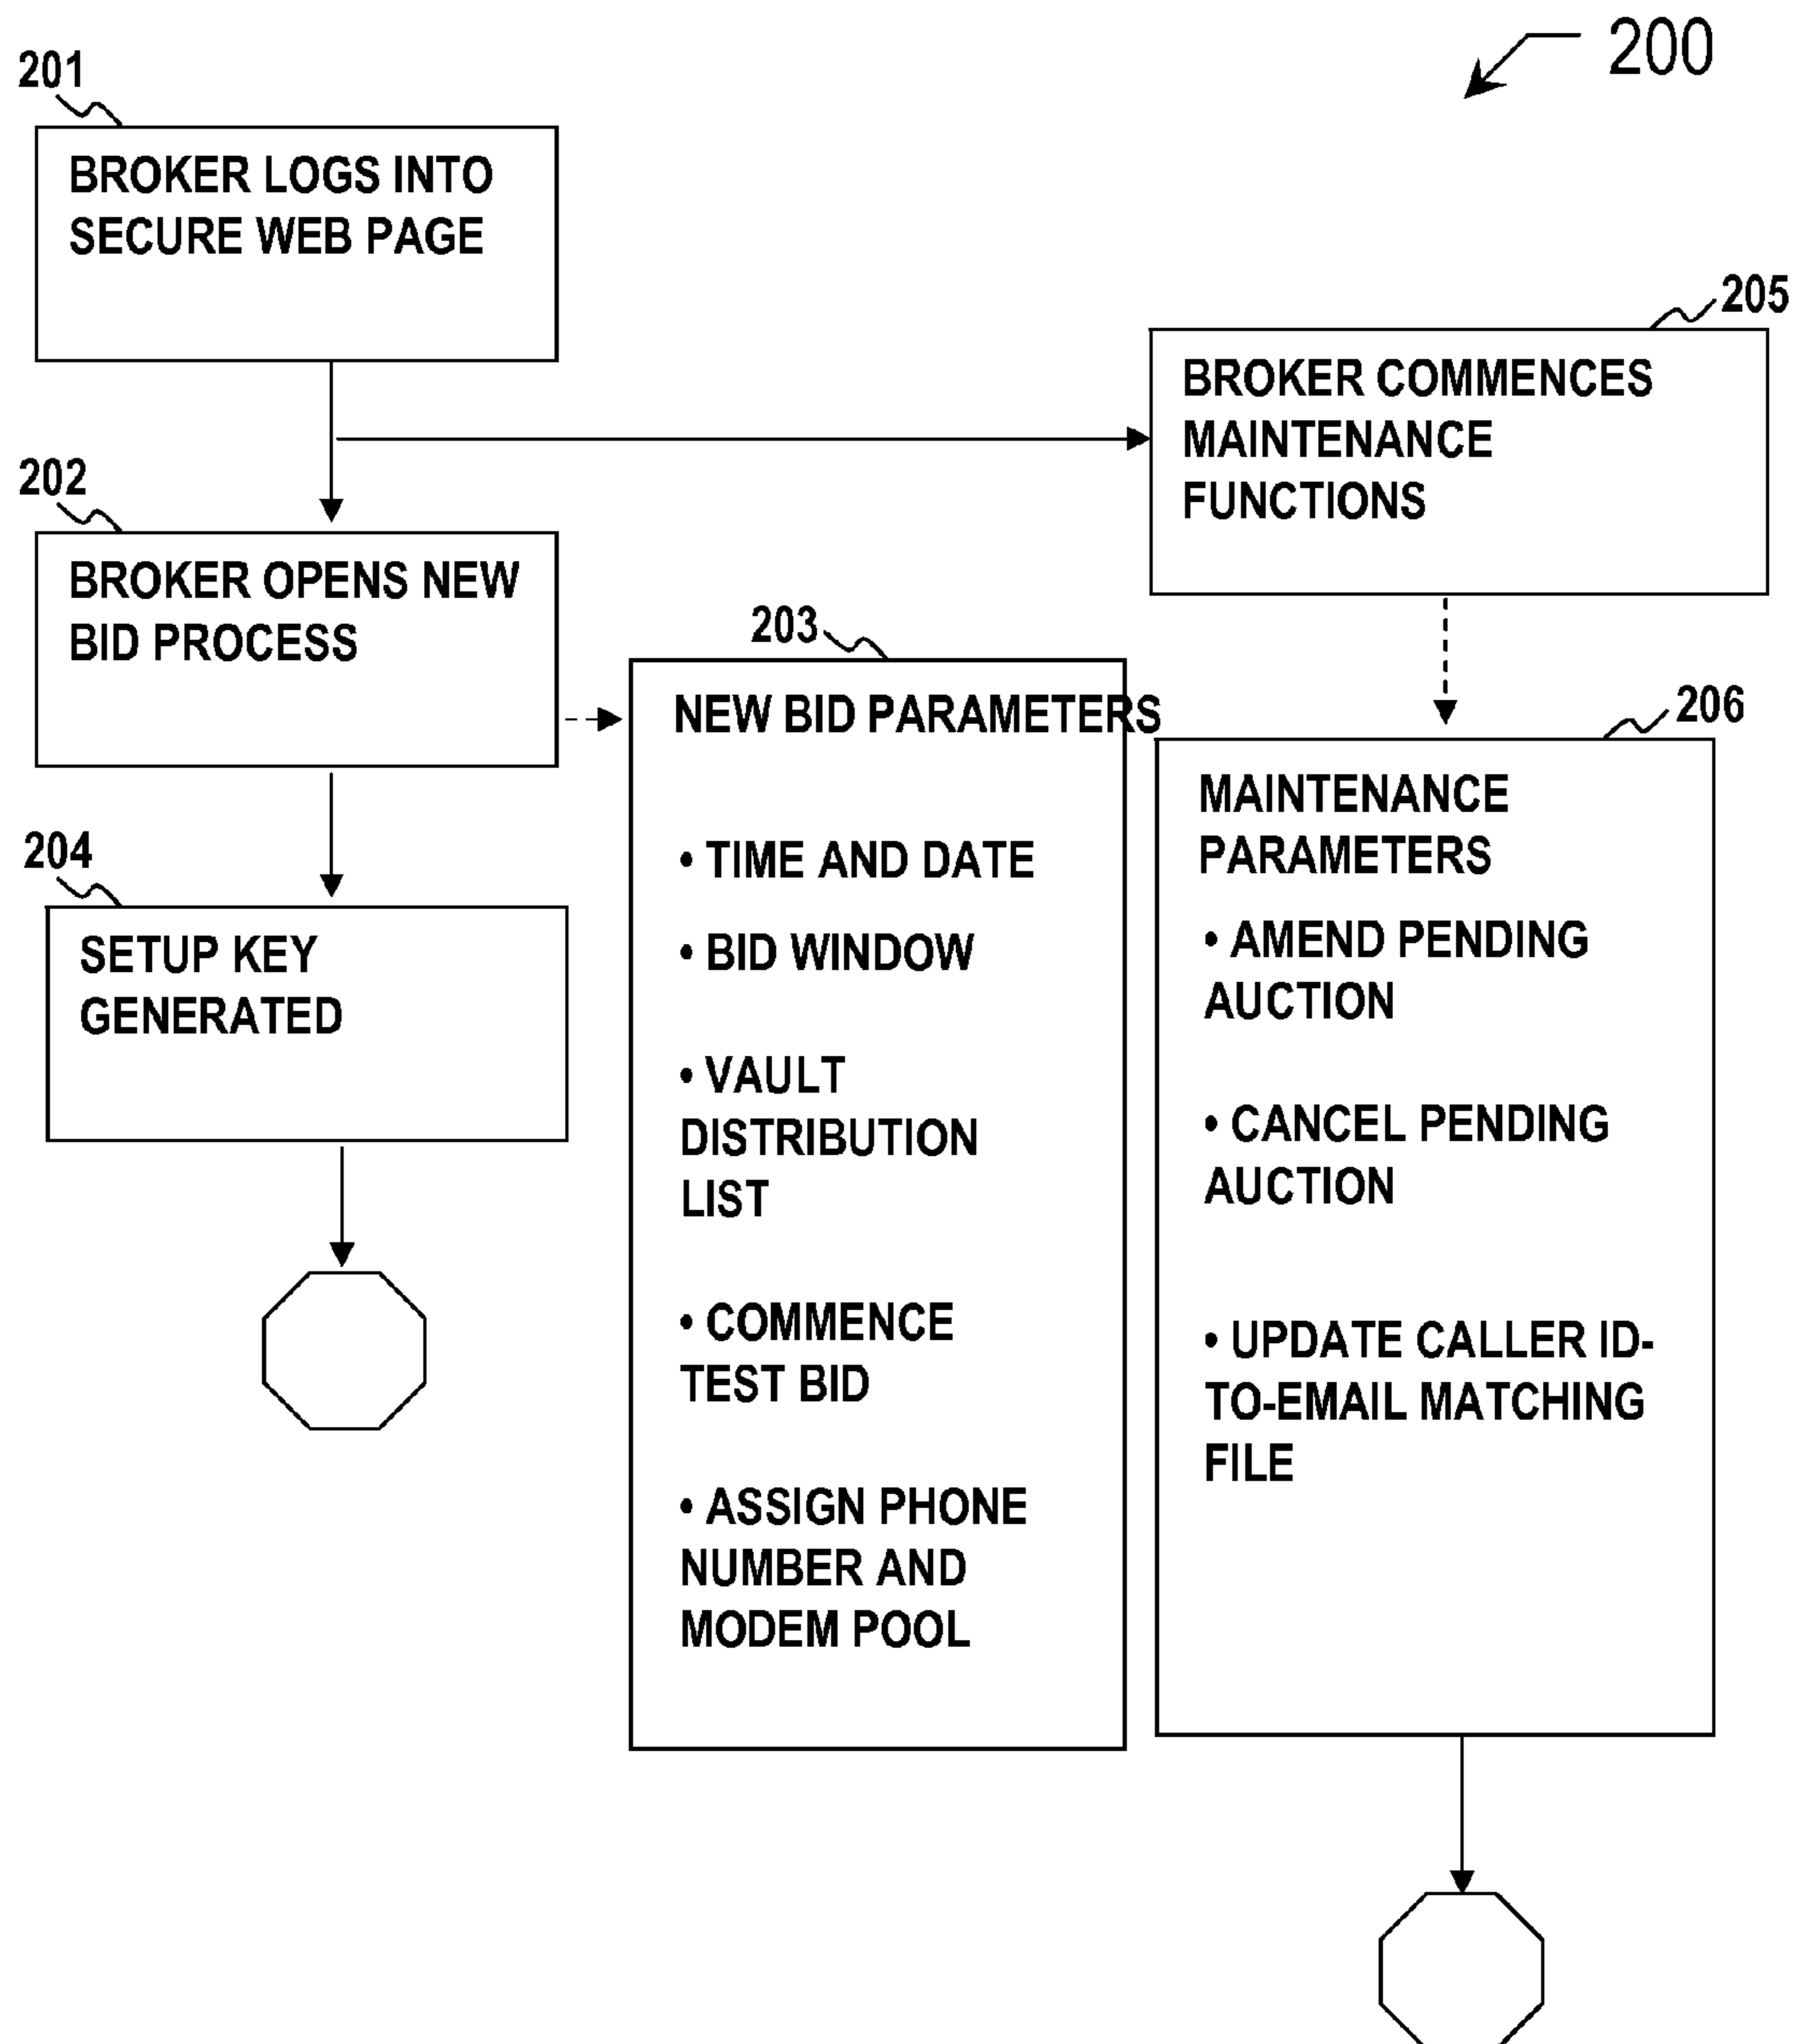 200
201
BROKER LOGS INTO
SECURE WEB PAGE
205
BROKER COMMENCES
MAINTENANCE
FUNCTIONS
202
BROKER OPENS NEW
BID PROCESS
203
NEW BID PARAMETERS
• TIME AND DATE
• BID WINDOW
• VAULT
DISTRIBUTION
LIST
• COMMENCE
TEST BID
• ASSIGN PHONE
NUMBER AND
MODEM POOL
206
MAINTENANCE
PARAMETERS
• AMEND PENDING
AUCTION
• CANCEL PENDING
AUCTION
• UPDATE CALLER ID-
TO-EMAIL MATCHING
FILE
204
SETUP KEY
GENERATED